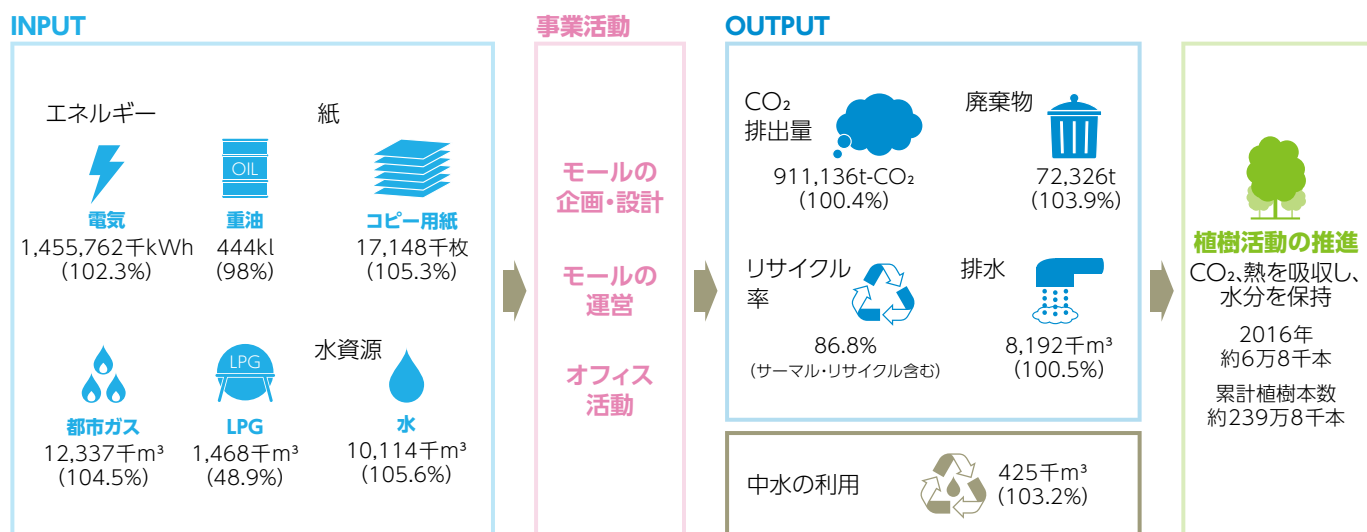 INPUT
エネルギー
紙
OIL
電気
1,455,762千kWh
(102.3%)
重油
444kl
(98%)
コピー用紙
17,148千枚
(105.3%)
水資源
LPG
都市ガス
12,337千m³
(104.5%)
LPG
1,468千m³
(48.9%)
水
10,114千m³
(105.6%)
事業活動
モールの
企画・設計
モールの
運営
オフィス
活動
OUTPUT
CO₂
排出量
911,136t-CO₂
(100.4%)
廃棄物
72,326t
(103.9%)
リサイクル
率
86.8%
(サーマル・リサイクル含む)
排水
8,192千m³
(100.5%)
中水の利用
425千m³
(103.2%)
植樹活動の推進
CO₂、熱を吸収し、
水分を保持
2016年
約6万8千本
累計植樹本数
約239万8千本